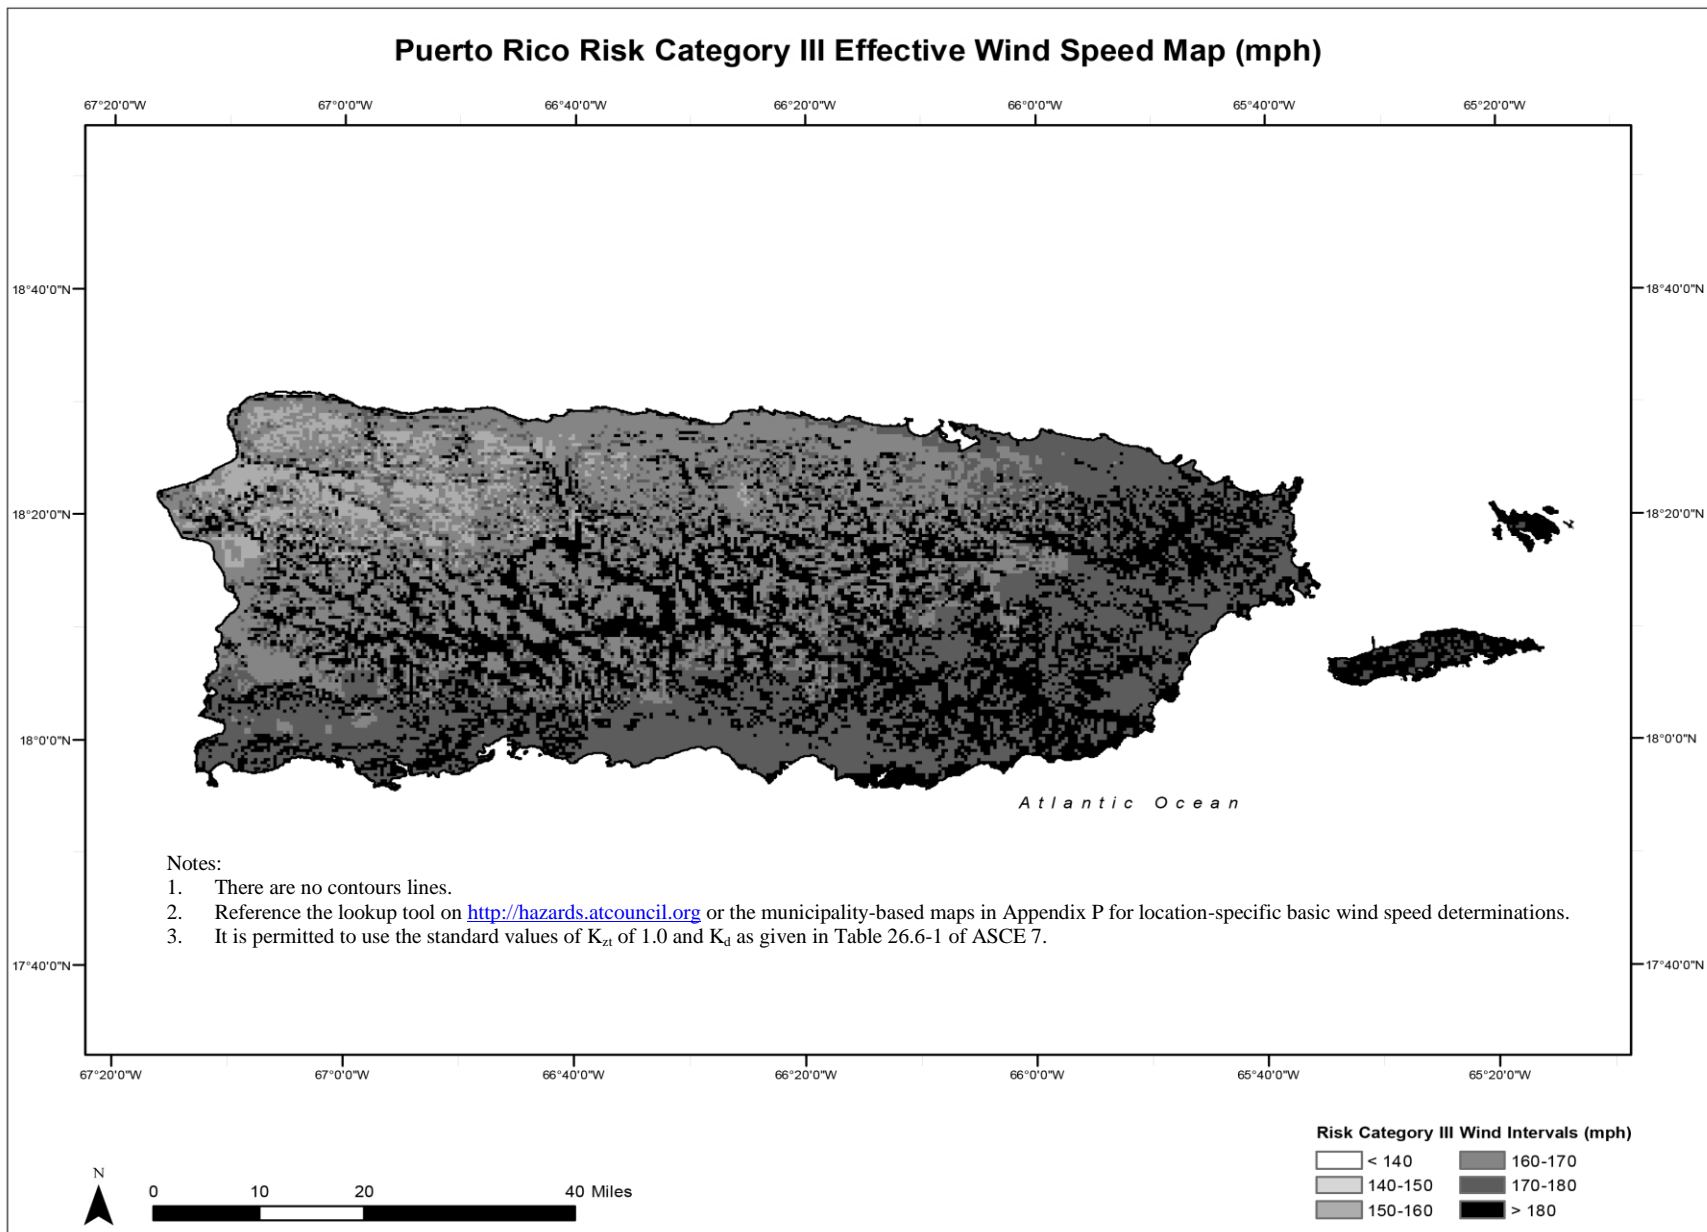 Puerto Rico Risk Category III Effective Wind Speed Map (mph)
67°20'0"W 67°0'0"W 66°40'0"W 66°20'0"W 66°0'0"W 65°40'0"W 65°20'0"W
18°40'0"N 18°40'0"N
18°20'0"N 18°20'0"N
18°0'0"N 18°0'0"N
Atlantic Ocean
Notes:
1. There are no contours lines.
2. Reference the lookup tool on http://hazards.atcouncil.org or the municipality-based maps in Appendix P for location-specific basic wind speed determinations.
3. It is permitted to use the standard values of Kzt of 1.0 and Kd as given in Table 26.6-1 of ASCE 7.
17°40'0"N 17°40'0"N
67°20'0"W 67°0'0"W 66°40'0"W 66°20'0"W 66°0'0"W 65°40'0"W 65°20'0"W
N
0 10 20 40 Miles
Risk Category III Wind Intervals (mph)
< 140 160-170
140-150 170-180
150-160 > 180